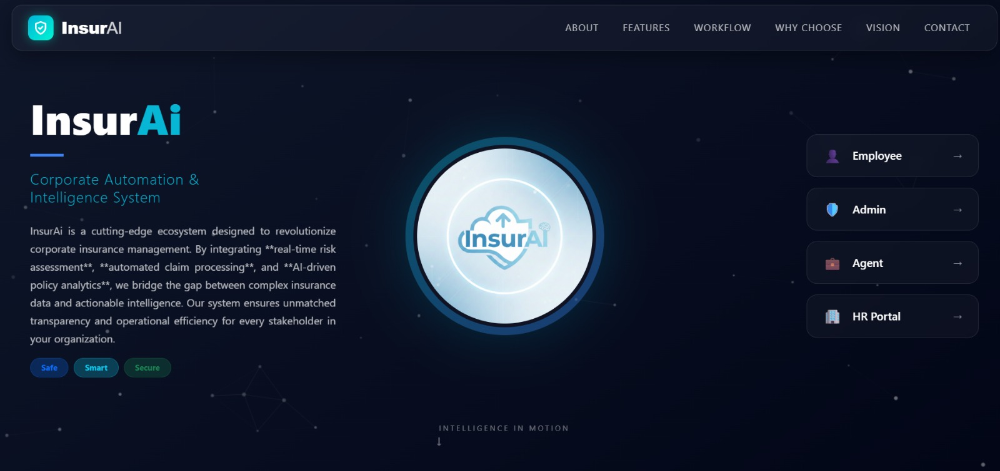 InsurAI
ABOUT
FEATURES
WORKFLOW
WHY CHOOSE
VISION
CONTACT
InsurAi
Corporate Automation &
Intelligence System
InsurAi is a cutting-edge ecosystem designed to revolutionize
corporate insurance management. By integrating **real-time risk
assessment**, **automated claim processing**, and **AI-driven
policy analytics**, we bridge the gap between complex insurance
data and actionable intelligence. Our system ensures unmatched
transparency and operational efficiency for every stakeholder in
your organization.
Safe
Smart
Secure
InsurAI
Employee →
Admin →
Agent →
HR Portal →
INTELLIGENCE IN MOTION
↓